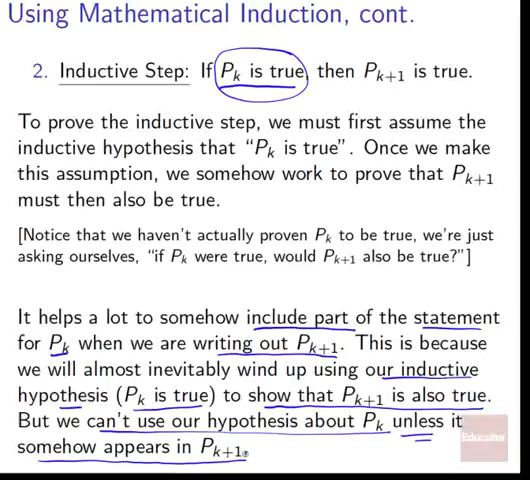 Using Mathematical Induction, cont.
2. Inductive Step: If P_k is true, then P_{k+1} is true.
To prove the inductive step, we must first assume the
inductive hypothesis that “P_k is true”. Once we make
this assumption, we somehow work to prove that P_{k+1}
must then also be true.
[Notice that we haven't actually proven P_k to be true, we're just
asking ourselves, “if P_k were true, would P_{k+1} also be true?”]
It helps a lot to somehow include part of the statement
for P_k when we are writing out P_{k+1}. This is because
we will almost inevitably wind up using our inductive
hypothesis (P_k is true) to show that P_{k+1} is also true.
But we can't use our hypothesis about P_k unless it
somehow appears in P_{k+1}.
Educator